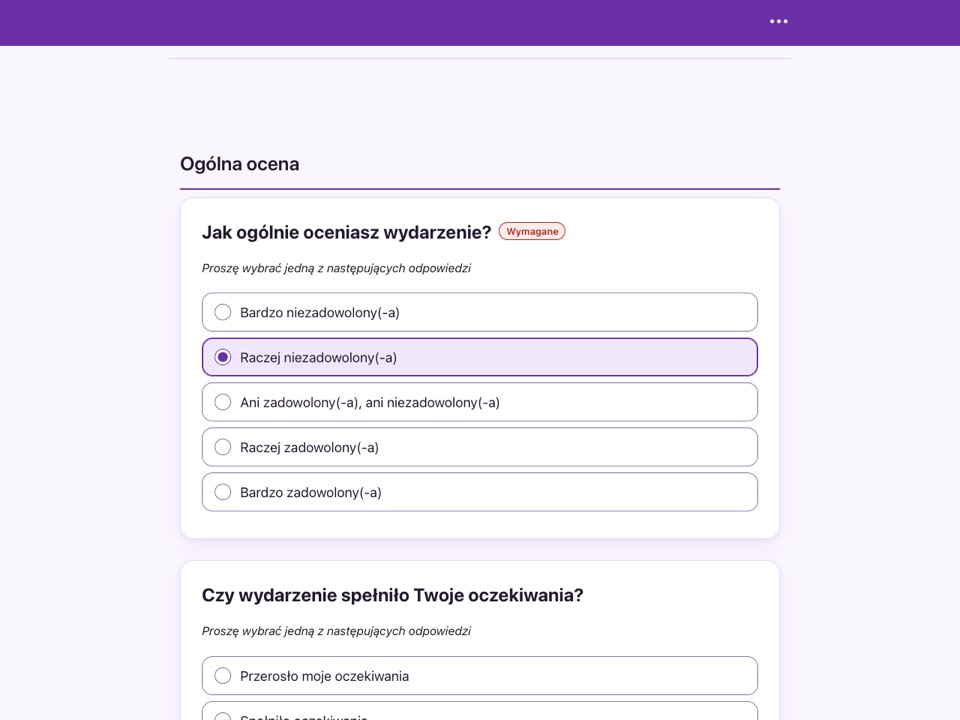 Ogólna ocena
Jak ogólnie oceniasz wydarzenie? Wymagane
Proszę wybrać jedną z następujących odpowiedzi
Bardzo niezadowolony(-a)
Raczej niezadowolony(-a)
Ani zadowolony(-a), ani niezadowolony(-a)
Raczej zadowolony(-a)
Bardzo zadowolony(-a)
Czy wydarzenie spełniło Twoje oczekiwania?
Proszę wybrać jedną z następujących odpowiedzi
Przerosło moje oczekiwania